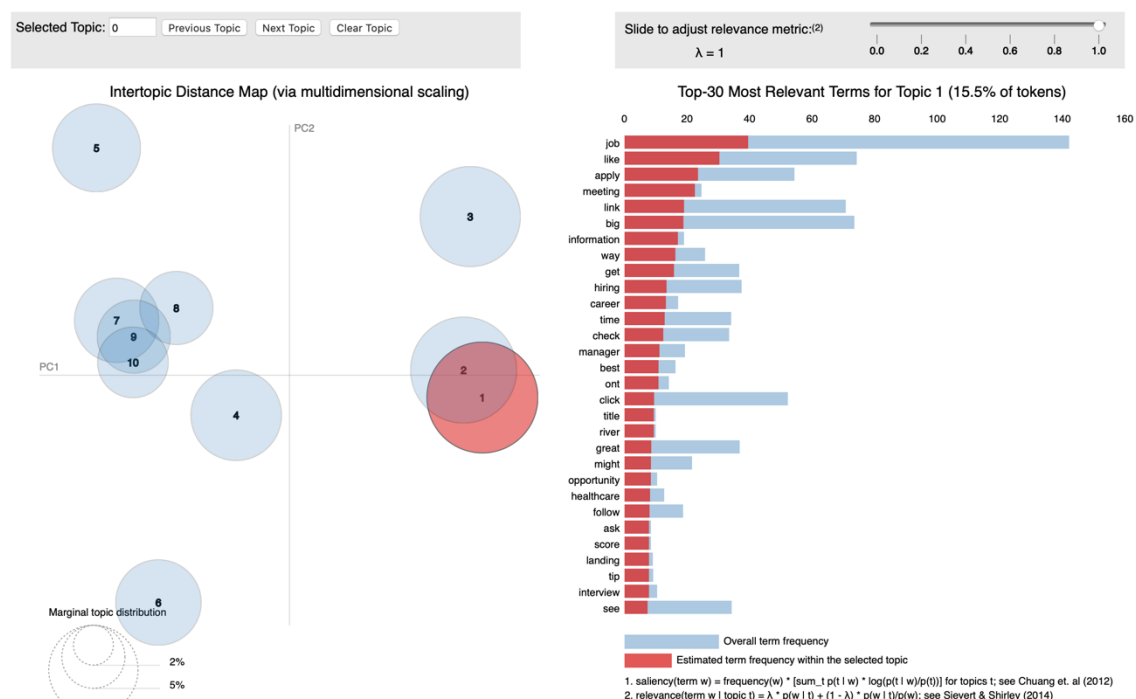 Selected Topic: 0 Previous Topic Next Topic Clear Topic
Slide to adjust relevance metric:(2)
λ = 1
0.0 0.2 0.4 0.6 0.8 1.0
Intertopic Distance Map (via multidimensional scaling)
PC2
PC1
5
3
8
7
9
10
2
1
4
6
Marginal topic distribution
2%
5%
Top-30 Most Relevant Terms for Topic 1 (15.5% of tokens)
0 20 40 60 80 100 120 140 160
job
like
apply
meeting
link
big
information
way
get
hiring
career
time
check
manager
best
ont
click
title
river
great
might
opportunity
healthcare
follow
ask
score
landing
tip
interview
see
Overall term frequency
Estimated term frequency within the selected topic
1. saliency(term w) = frequency(w) * [sum_t p(t | w) * log(p(t | w)/p(t))] for topics t; see Chuang et. al (2012)
2. relevance(term w | topic t) = λ * p(w | t) + (1 - λ) * p(w | t)/p(w); see Sievert & Shirley (2014)